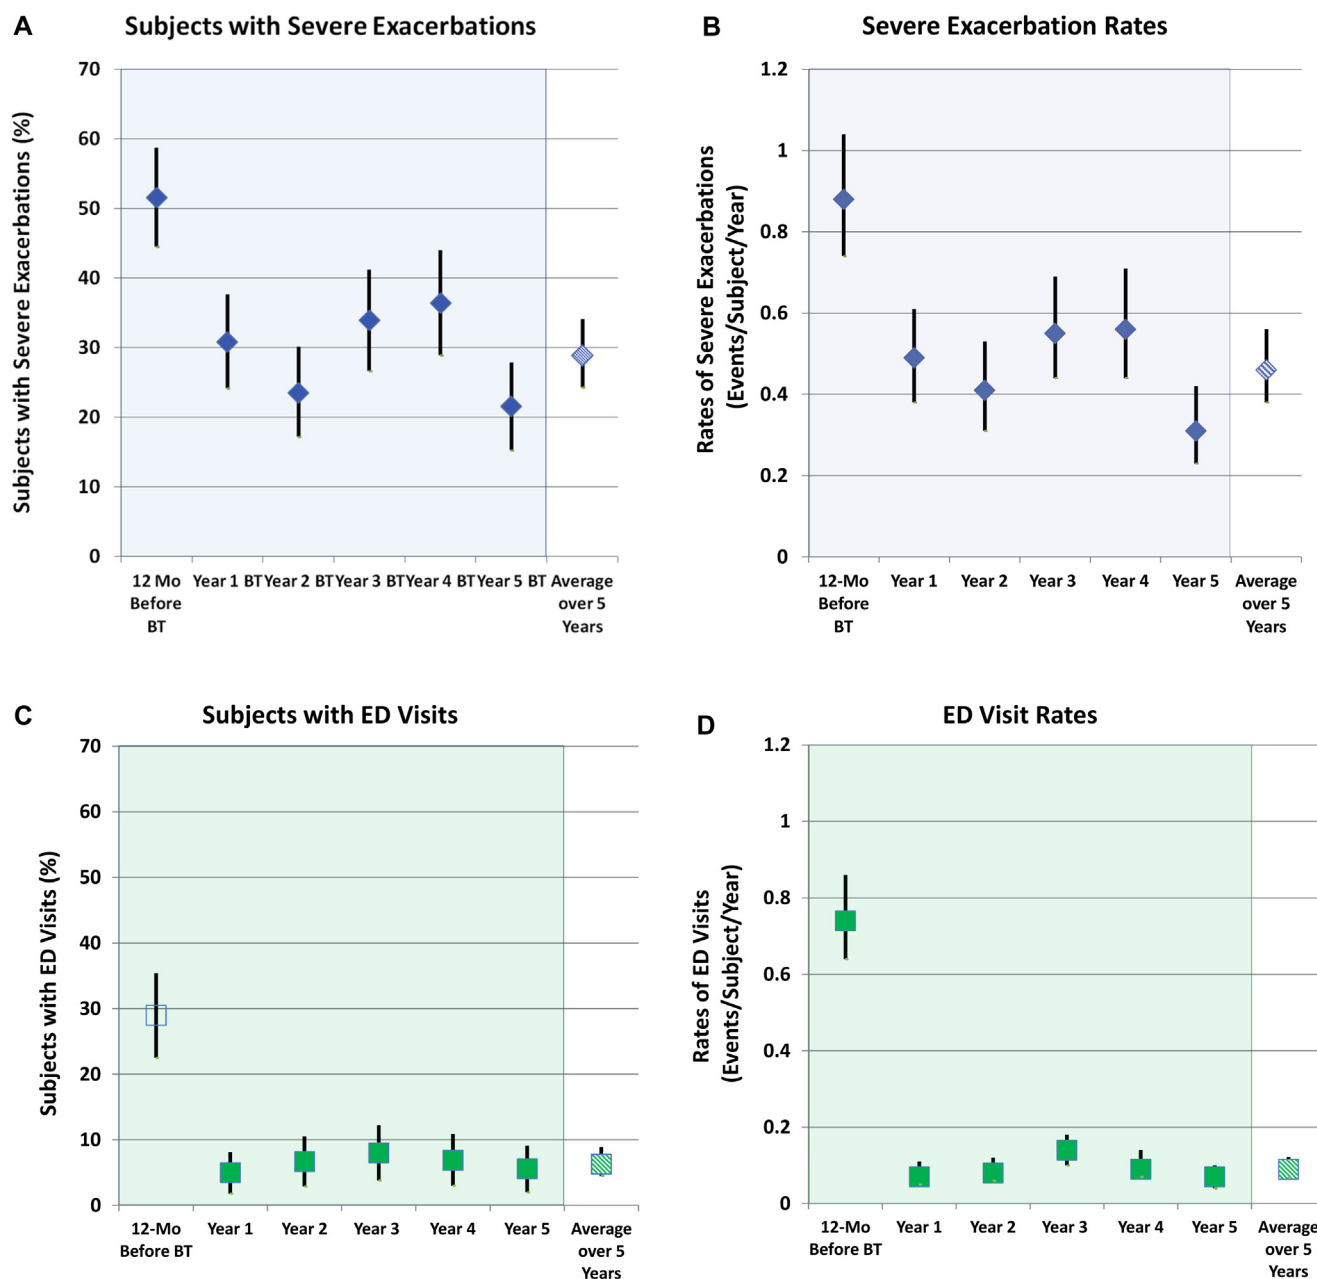 A
Subjects with Severe Exacerbations
Subjects with Severe Exacerbations (%)
70
60
50
40
30
20
10
0
12 Mo Before BT
Year 1 BT
Year 2 BT
Year 3 BT
Year 4 BT
Year 5 BT
Average over 5 Years
B
Severe Exacerbation Rates
Rates of Severe Exacerbations
(Events/Subject/Year)
1.2
1
0.8
0.6
0.4
0.2
0
12-Mo Before BT
Year 1
Year 2
Year 3
Year 4
Year 5
Average over 5 Years
C
Subjects with ED Visits
Subjects with ED Visits (%)
70
60
50
40
30
20
10
0
12-Mo Before BT
Year 1
Year 2
Year 3
Year 4
Year 5
Average over 5 Years
D
ED Visit Rates
Rates of ED Visits
(Events/Subject/Year)
1.2
1
0.8
0.6
0.4
0.2
0
12-Mo Before BT
Year 1
Year 2
Year 3
Year 4
Year 5
Average over 5 Years